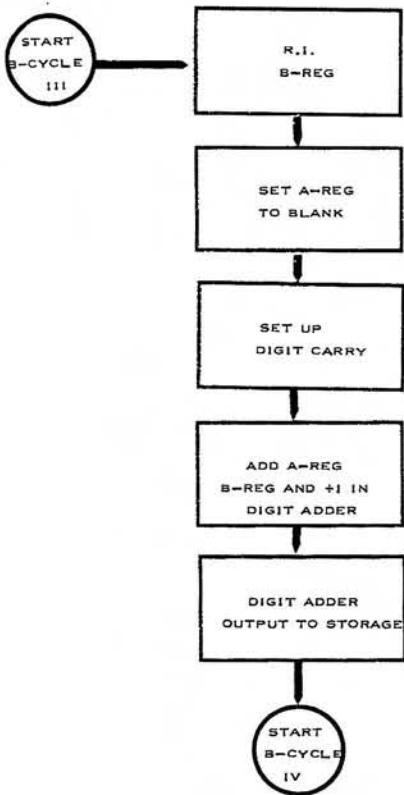 START
B-CYCLE
III
R.I.
B-REG
SET A-REG
TO BLANK
SET UP
DIGIT CARRY
ADD A-REG
B-REG AND +1 IN
DIGIT ADDER
DIGIT ADDER
OUTPUT TO STORAGE
START
B-CYCLE
IV